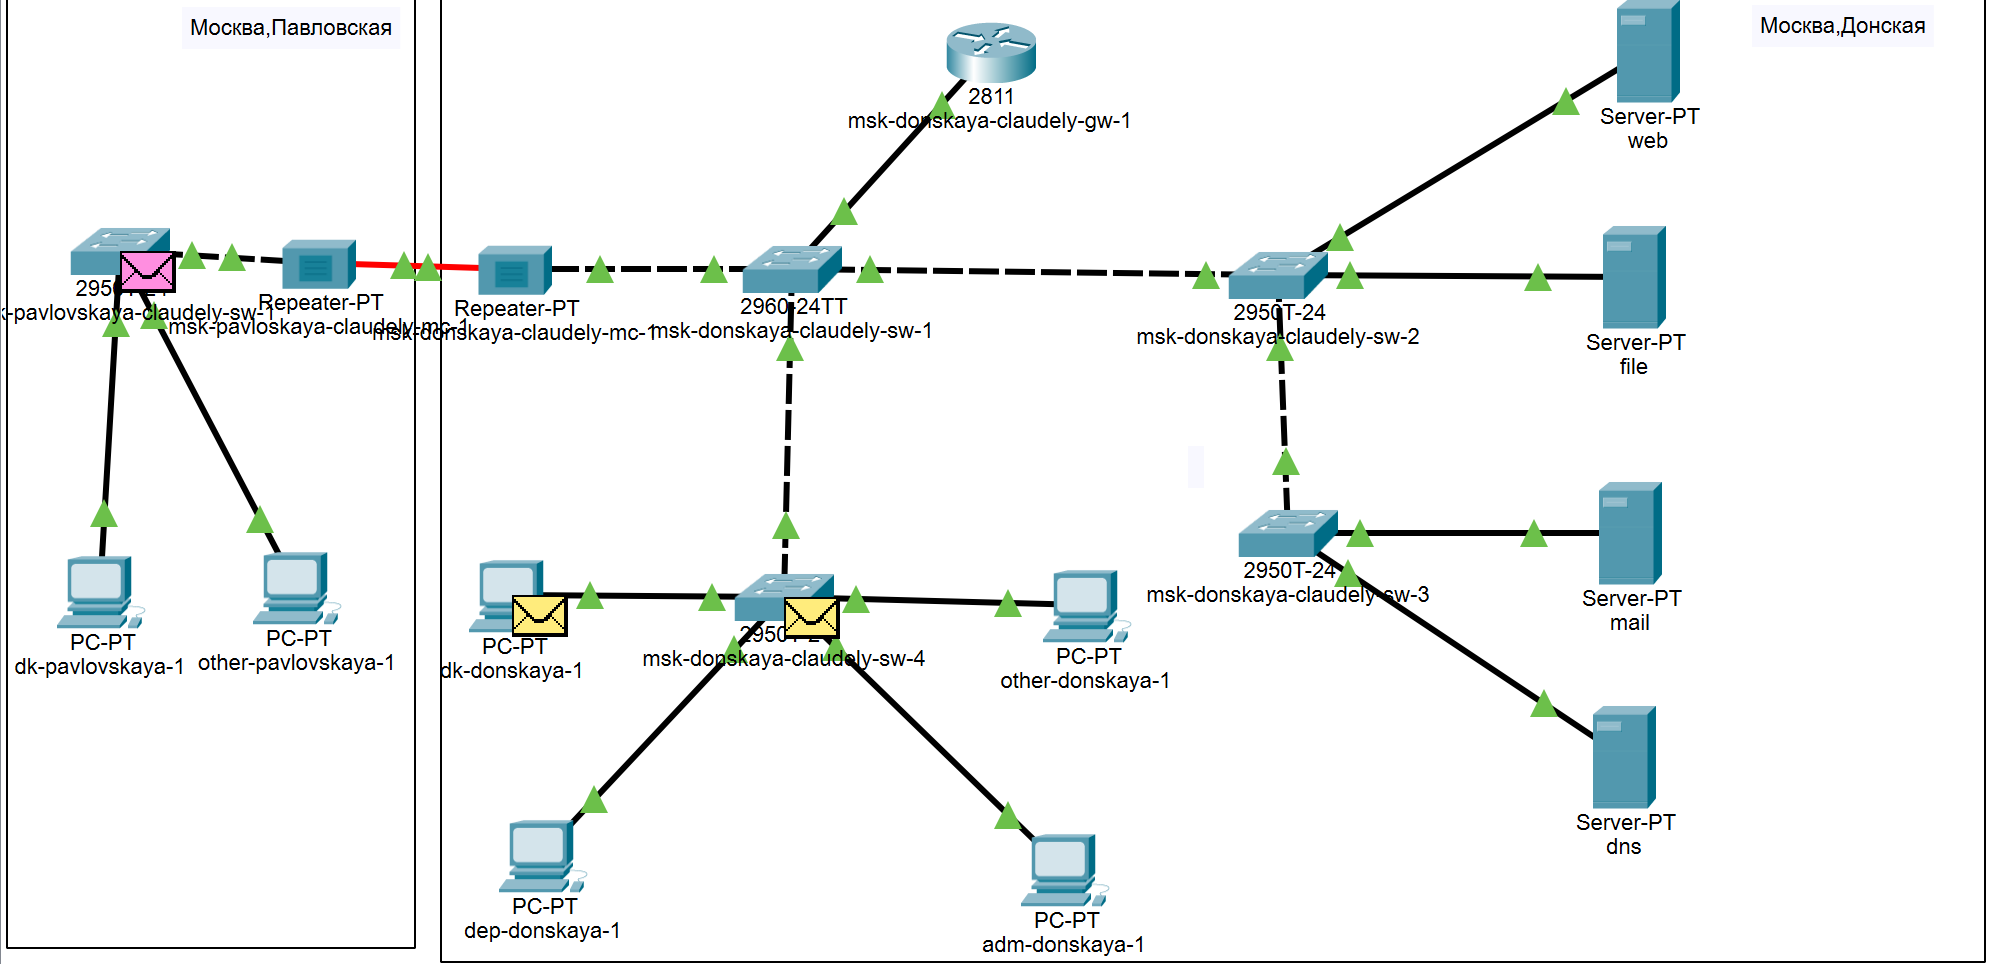 Москва,Павловская
Москва,Донская
2811
msk-donskaya-claudely-gw-1
Server-PT
web
k-pavlovskaya-claudely-sw-1
Repeater-PT
msk-pavloskaya-claudely-mc-1
Repeater-PT
msk-donskaya-claudely-mc-1
2960-24TT
msk-donskaya-claudely-sw-1
2950T-24
msk-donskaya-claudely-sw-2
Server-PT
file
PC-PT
dk-pavlovskaya-1
PC-PT
other-pavlovskaya-1
PC-PT
dk-donskaya-1
msk-donskaya-claudely-sw-4
PC-PT
other-donskaya-1
2950T-24
msk-donskaya-claudely-sw-3
Server-PT
mail
Server-PT
dns
PC-PT
dep-donskaya-1
PC-PT
adm-donskaya-1